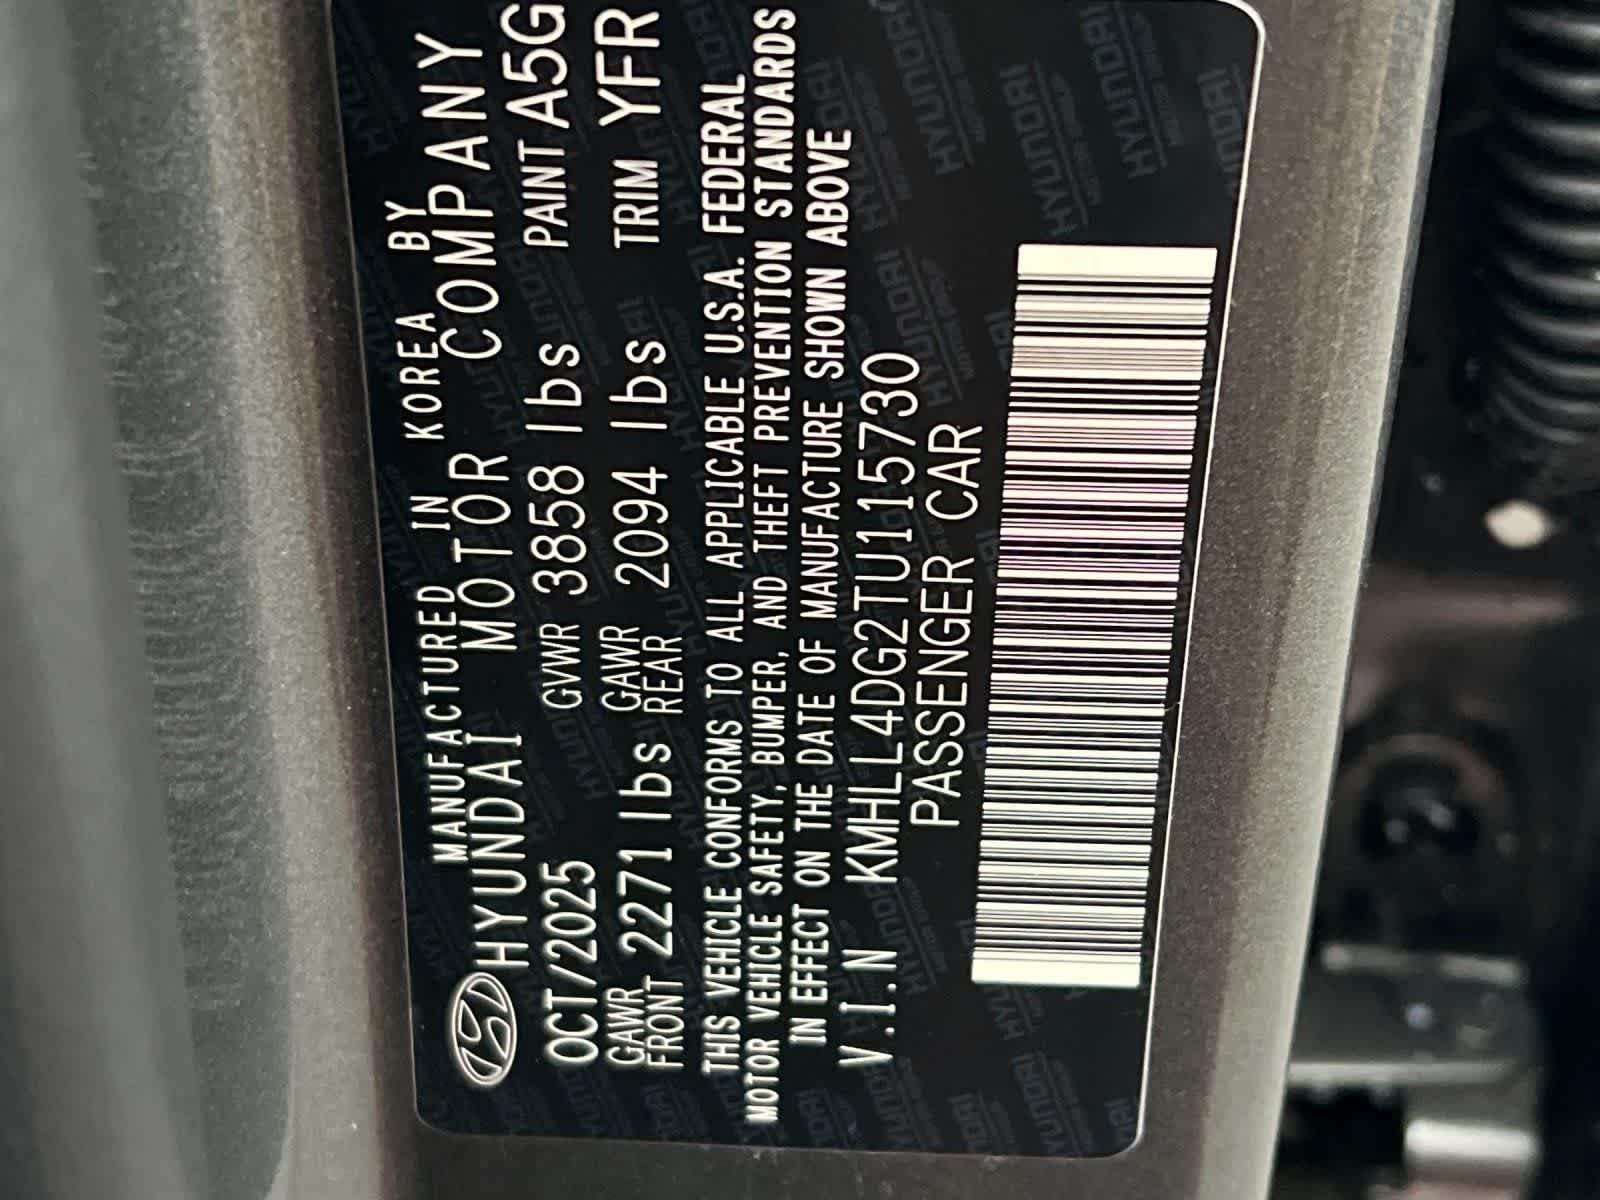 MANUFACTURED IN KOREA BY
HYUNDAI MOTOR COMPANY
OCT/2025 GVWR 3858 lbs PAINT A5G
GAWR FRONT 2271 lbs GAWR REAR 2094 lbs TRIM YFR
THIS VEHICLE CONFORMS TO ALL APPLICABLE U.S.A. FEDERAL
MOTOR VEHICLE SAFETY, BUMPER, AND THEFT PREVENTION STANDARDS
IN EFFECT ON THE DATE OF MANUFACTURE SHOWN ABOVE
V.I.N KMHLL4DG2TU115730
PASSENGER CAR